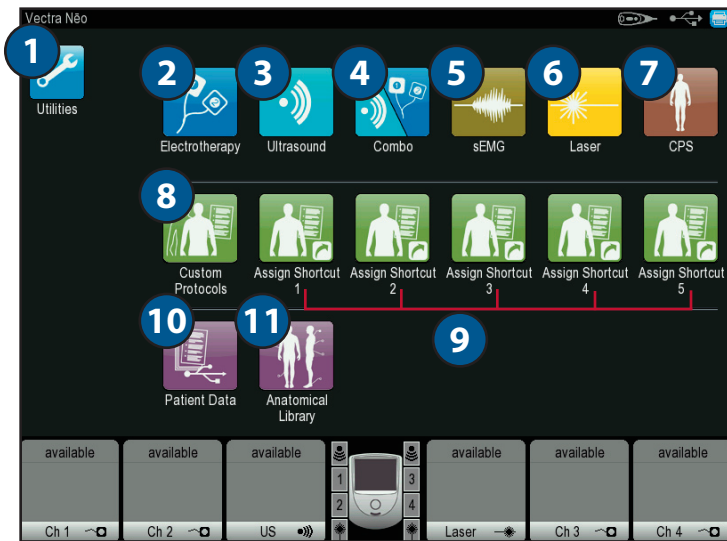 Vectra Nēo
1
Utilities
2 3 4 5 6 7
Electrotherapy Ultrasound Combo sEMG Laser CPS
8
Custom Protocols
Assign Shortcut 1
Assign Shortcut 2
Assign Shortcut 3
Assign Shortcut 4
Assign Shortcut 5
9
10 11
Patient Data
Anatomical Library
available available available available available available
1 3
2 4
Ch 1 Ch 2 US Laser Ch 3 Ch 4